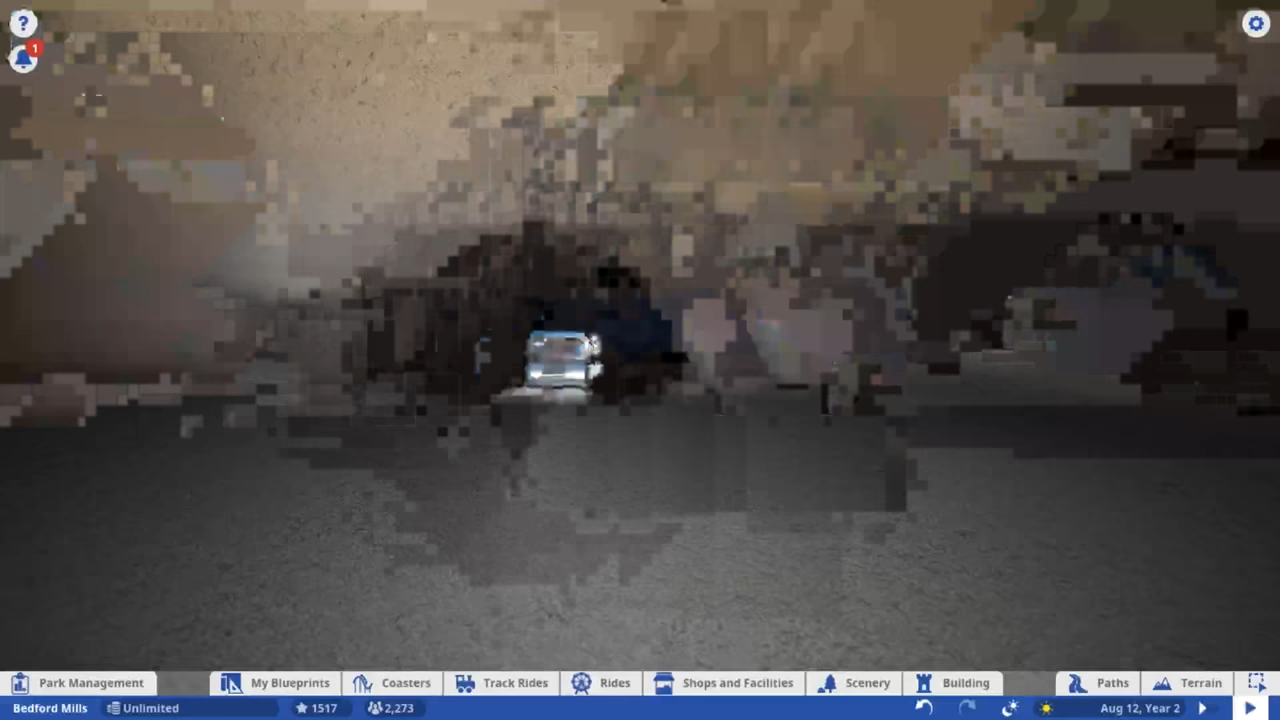 ?
1
Park Management
My Blueprints
Coasters
Track Rides
Rides
Shops and Facilities
Scenery
Building
Paths
Terrain
Bedford Mills
Unlimited
1517
2,273
Aug 12, Year 2